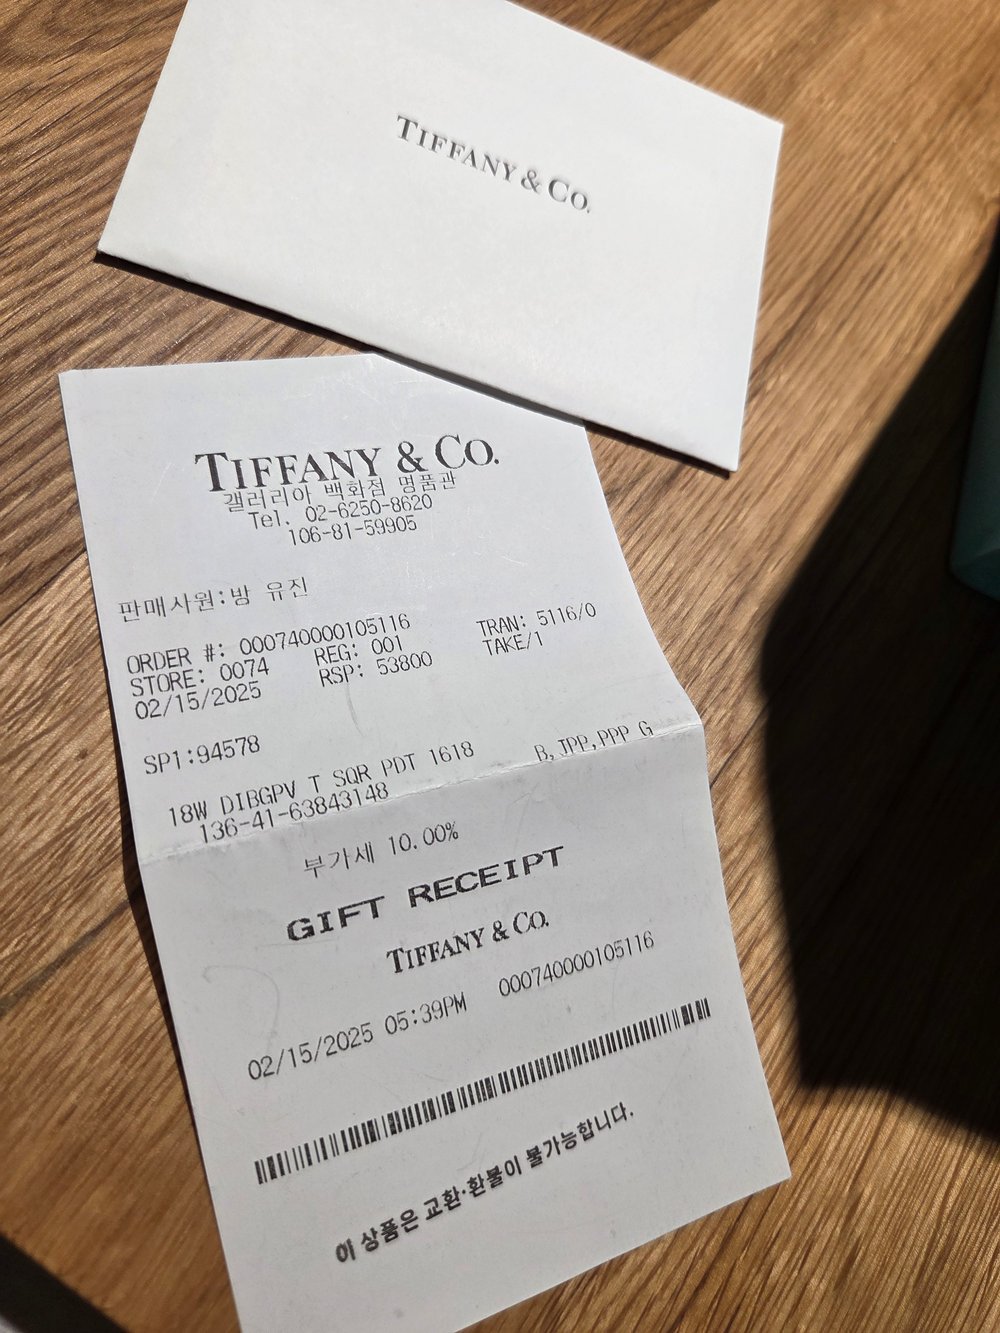 TIFFANY & CO.
TIFFANY & CO.
갤러리아 백화점 명품관
Tel. 02-6250-8620
106-81-59905
판매사원:방 유진
ORDER #: 000740000105116
STORE: 0074 REG: 001 TRAN: 5116/0
02/15/2025 RSP: 53800 TAKE/1
SP1:94578
18W DIBGPV T SQR PDT 1618 B,TPP,PPP G
136-41-63843148
부가세 10.00%
GIFT RECEIPT
TIFFANY & CO.
02/15/2025 05:39PM 000740000105116
이 상품은 교환·환불이 불가능합니다.